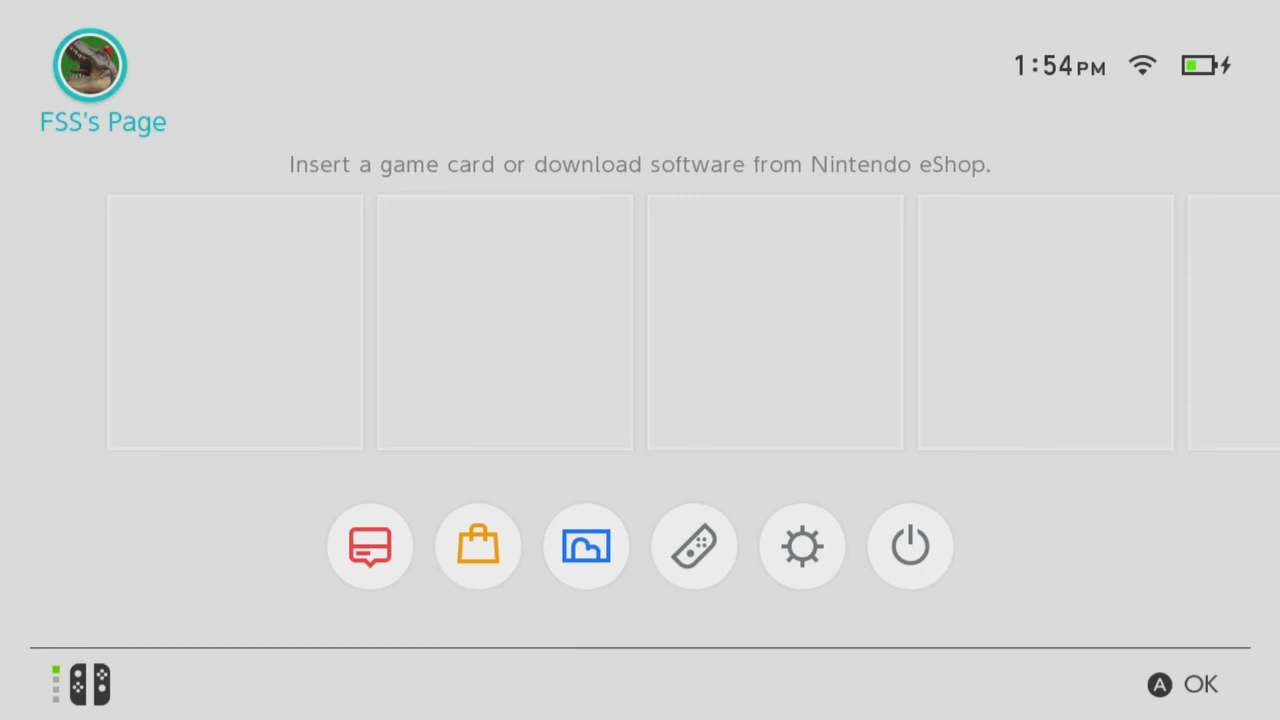 1:54 PM
FSS's Page
Insert a game card or download software from Nintendo eShop.
A OK